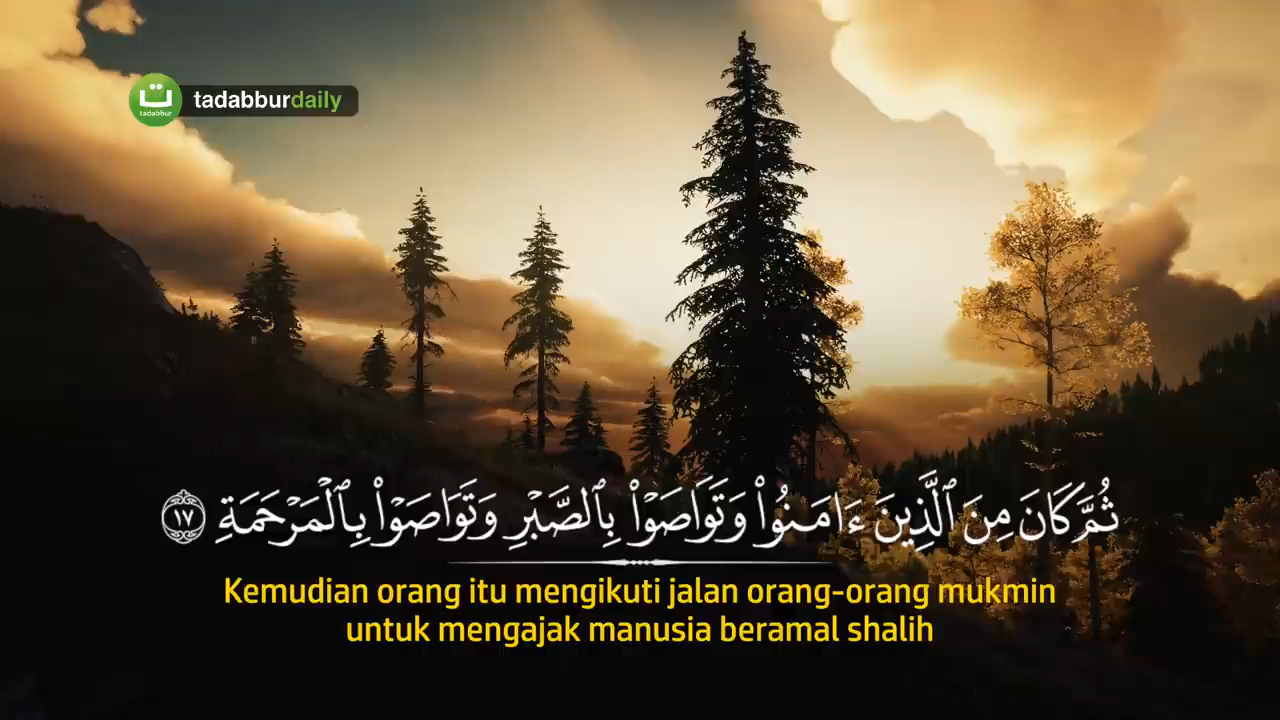 ت
tadabbur
tadabburdaily
ثُمَّ كَانَ مِنَ ٱلَّذِينَ ءَامَنُوا۟ وَتَوَاصَوْا۟ بِٱلصَّبْرِ وَتَوَاصَوْا۟ بِٱلْمَرْحَمَةِ ١٧
Kemudian orang itu mengikuti jalan orang-orang mukmin
untuk mengajak manusia beramal shalih